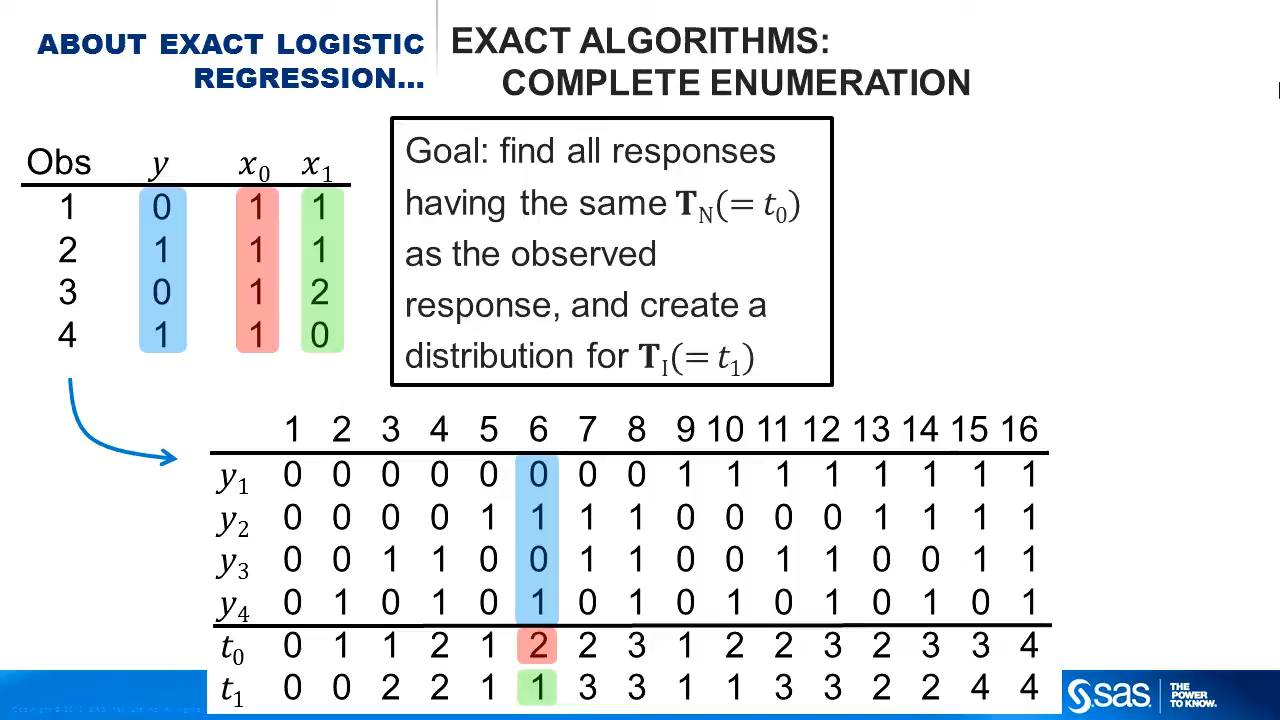 ABOUT EXACT LOGISTIC
REGRESSION...
EXACT ALGORITHMS:
COMPLETE ENUMERATION
Obs y x₀ x₁
1 0 1 1
2 1 1 1
3 0 1 2
4 1 1 0
Goal: find all responses
having the same T_N(= t₀)
as the observed
response, and create a
distribution for T_I(= t₁)
1 2 3 4 5 6 7 8 9 10 11 12 13 14 15 16
y₁ 0 0 0 0 0 0 0 0 1 1 1 1 1 1 1 1
y₂ 0 0 0 0 1 1 1 1 0 0 0 0 1 1 1 1
y₃ 0 0 1 1 0 0 1 1 0 0 1 1 0 0 1 1
y₄ 0 1 0 1 0 1 0 1 0 1 0 1 0 1 0 1
t₀ 0 1 1 2 1 2 2 3 1 2 2 3 2 3 3 4
t₁ 0 0 2 2 1 1 3 3 1 1 3 3 2 2 4 4
sas
THE
POWER
TO KNOW.